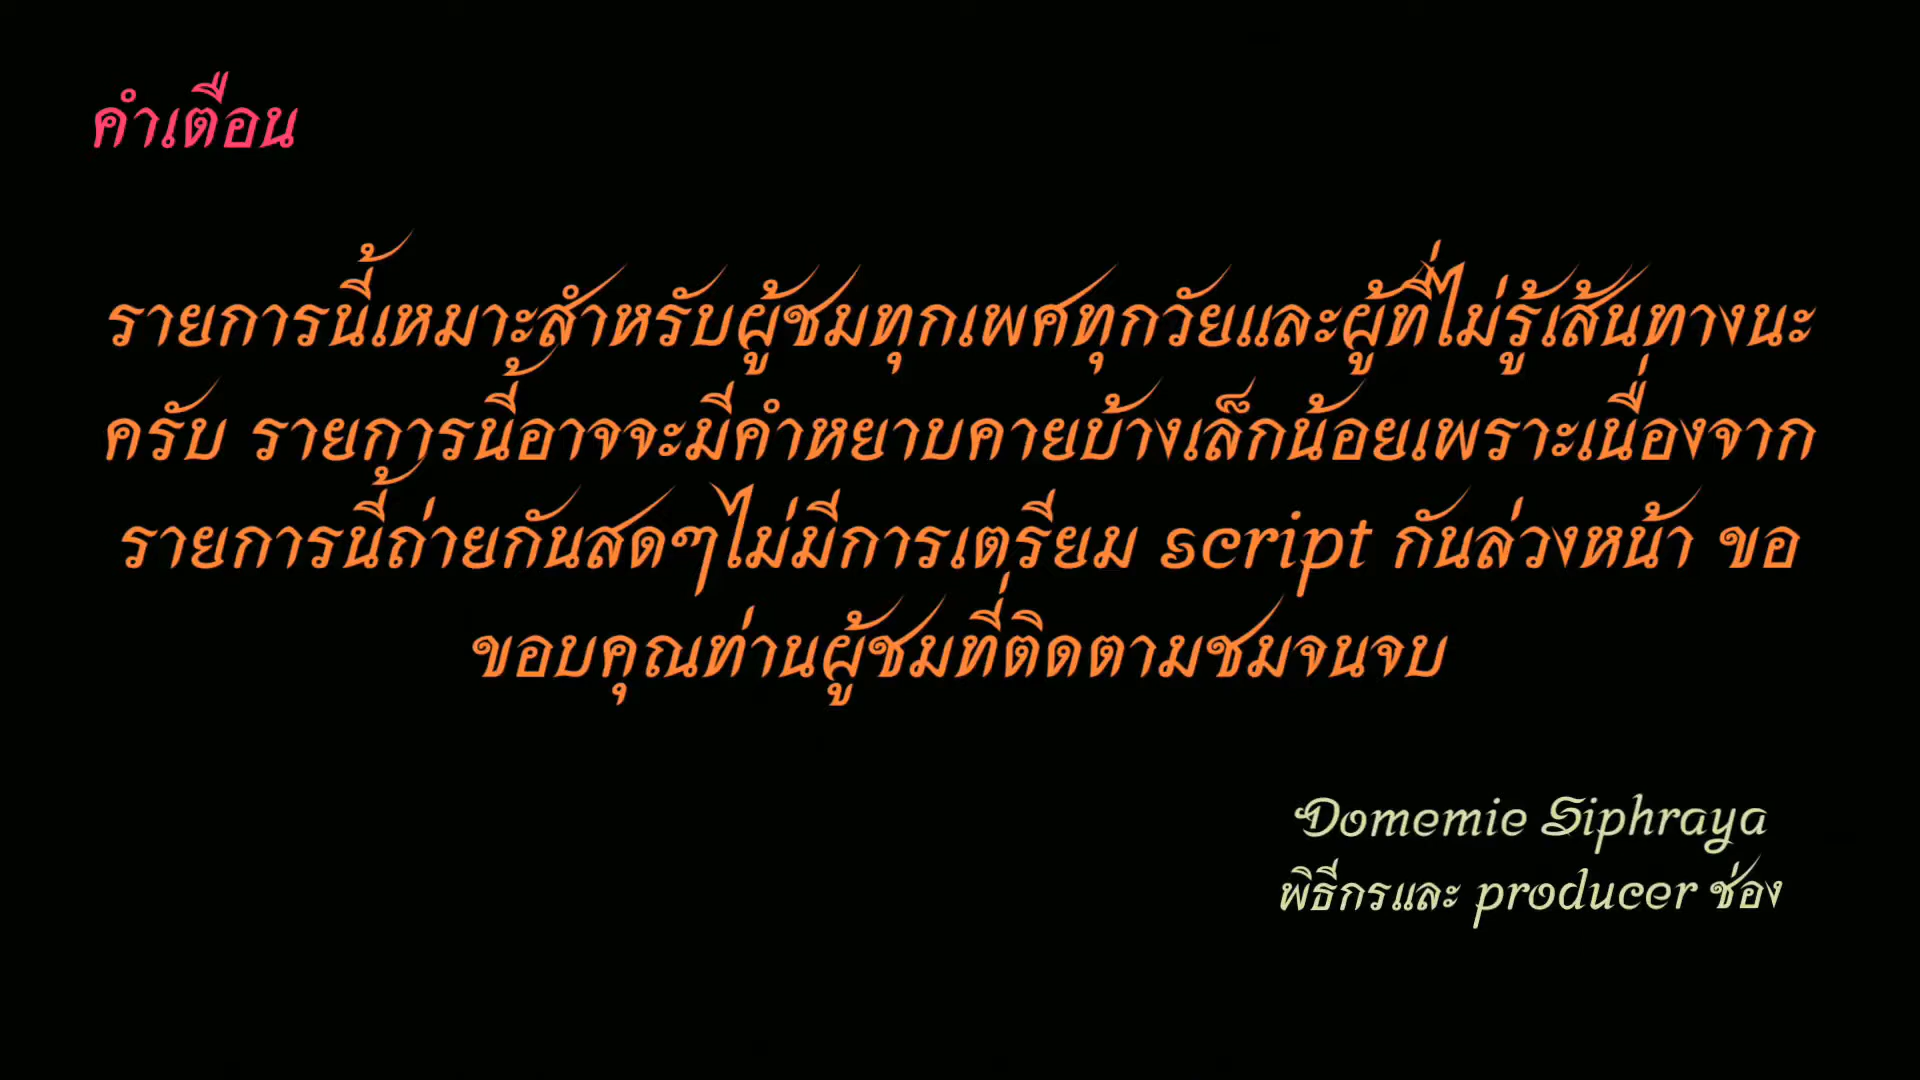 คำเตือน
รายการนี้เหมาะสำหรับผู้ชมทุกเพศทุกวัยและผู้ที่ไม่รู้เส้นทางนะ
ครับ รายการนี้อาจจะมีคำหยาบคายบ้างเล็กน้อยเพราะเนื่องจาก
รายการนี้ถ่ายกันสดๆไม่มีการเตรียม script กันล่วงหน้า ขอ
ขอบคุณท่านผู้ชมที่ติดตามชมจนจบ
Domemie Siphraya
พิธีกรและ producer ช่อง